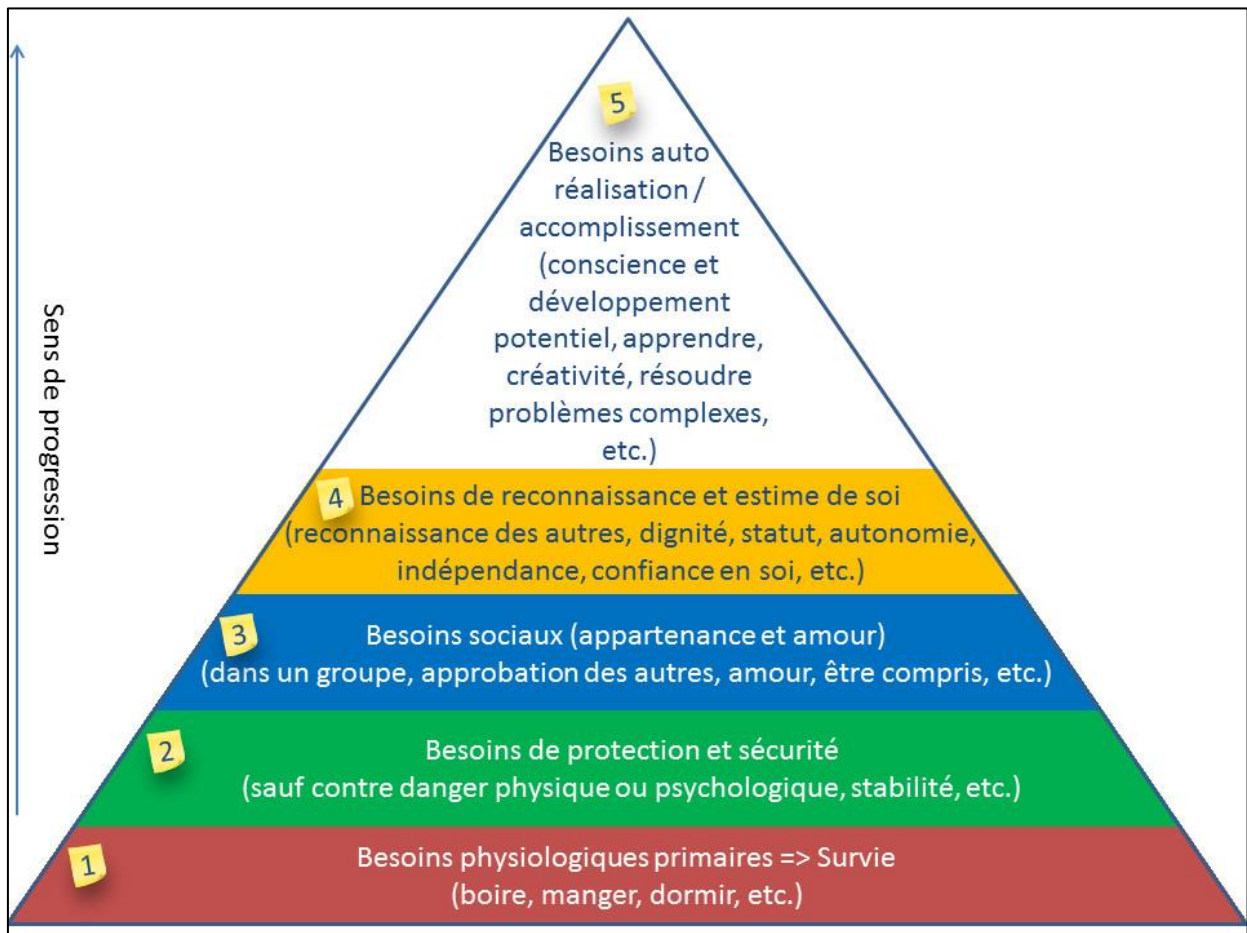 5
Besoins auto
réalisation /
accomplissement
(conscience et
développement
potentiel, apprendre,
créativité, résoudre
problèmes complexes,
etc.)
Sens de progression
4
Besoins de reconnaissance et estime de soi
(reconnaissance des autres, dignité, statut, autonomie,
indépendance, confiance en soi, etc.)
3
Besoins sociaux (appartenance et amour)
(dans un groupe, approbation des autres, amour, être compris, etc.)
2
Besoins de protection et sécurité
(sauf contre danger physique ou psychologique, stabilité, etc.)
1
Besoins physiologiques primaires => Survie
(boire, manger, dormir, etc.)